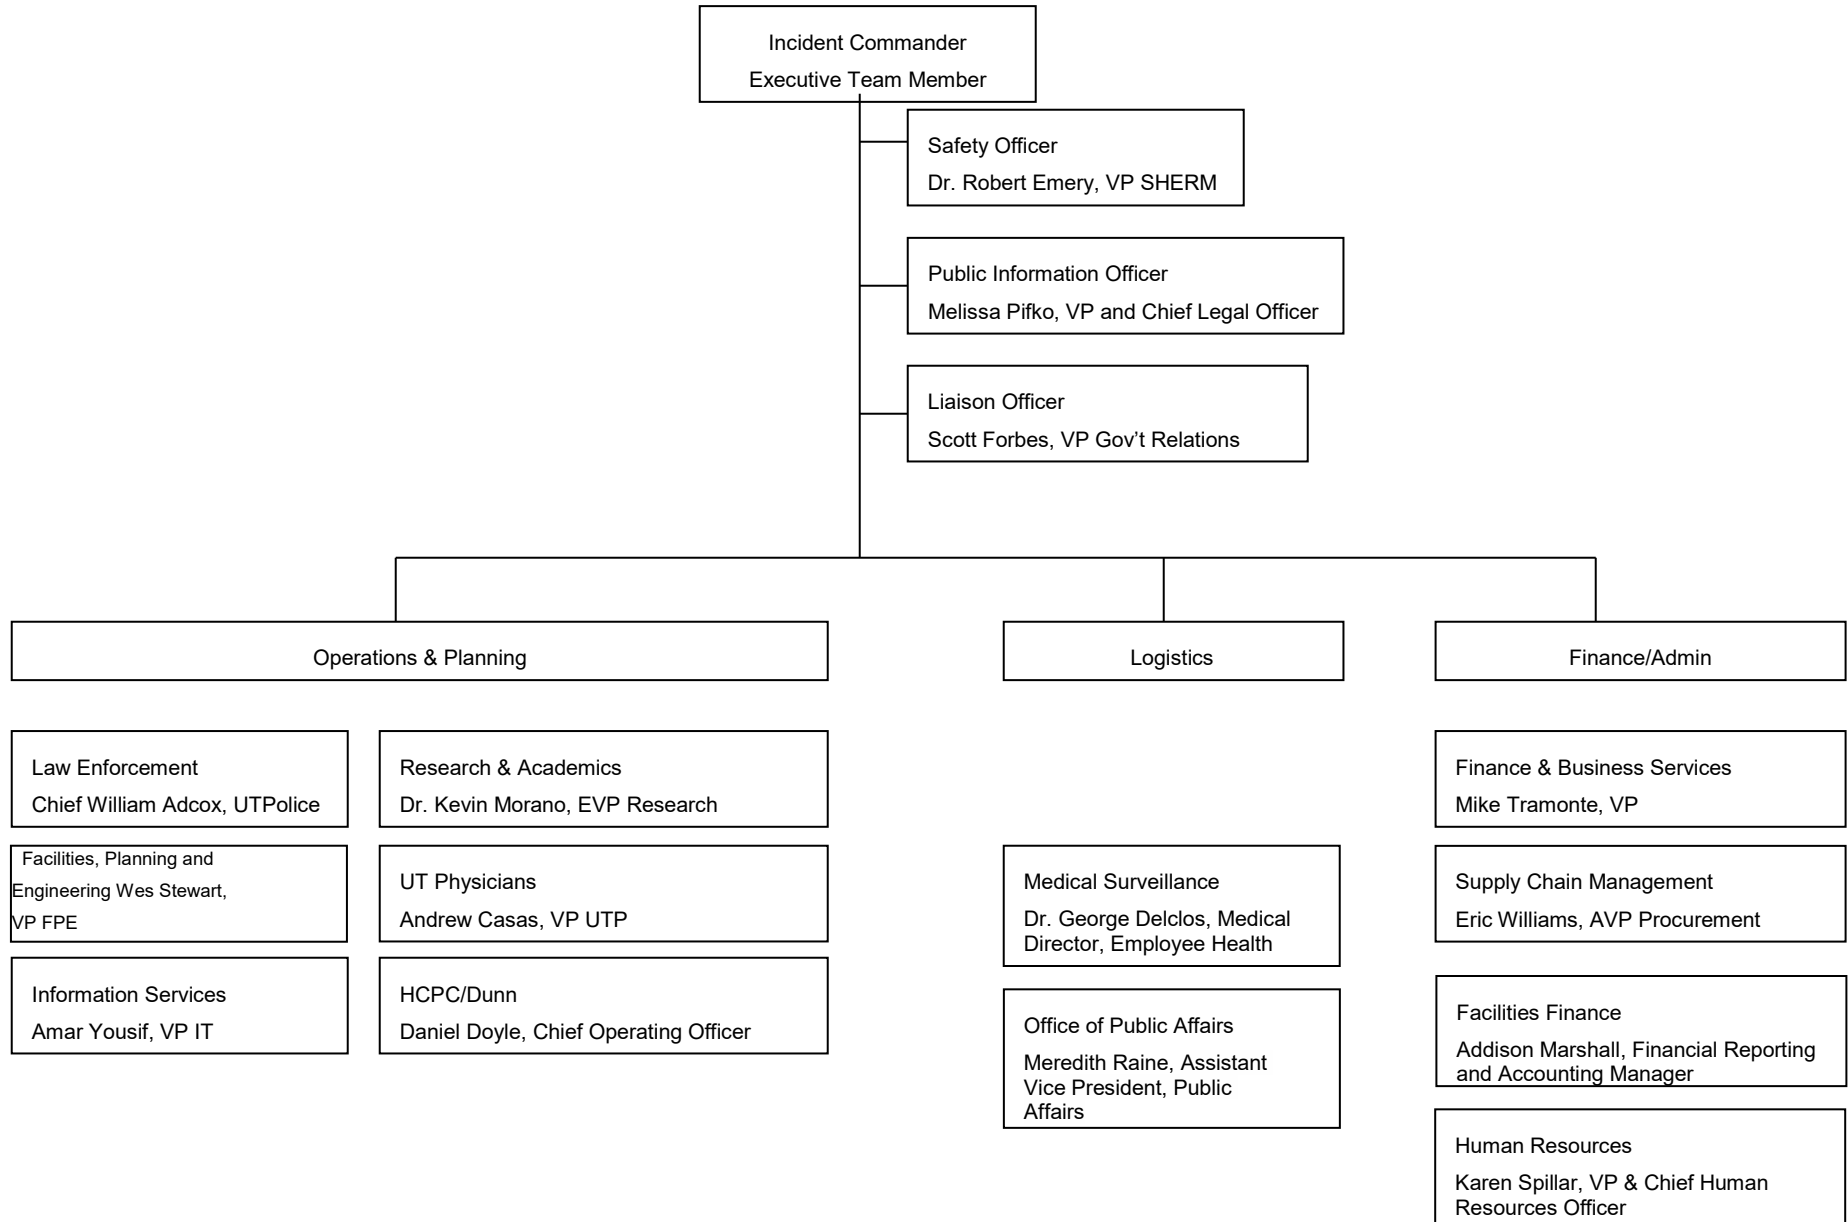 Incident Commander
Executive Team Member
Safety Officer
Dr. Robert Emery, VP SHERM
Public Information Officer
Melissa Pifko, VP and Chief Legal Officer
Liaison Officer
Scott Forbes, VP Gov’t Relations
Operations & Planning
Logistics
Finance/Admin
Law Enforcement
Chief William Adcox, UTPolice
Facilities, Planning and
Engineering Wes Stewart,
VP FPE
Information Services
Amar Yousif, VP IT
Research & Academics
Dr. Kevin Morano, EVP Research
UT Physicians
Andrew Casas, VP UTP
HCPC/Dunn
Daniel Doyle, Chief Operating Officer
Medical Surveillance
Dr. George Delclos, Medical
Director, Employee Health
Office of Public Affairs
Meredith Raine, Assistant
Vice President, Public
Affairs
Finance & Business Services
Mike Tramonte, VP
Supply Chain Management
Eric Williams, AVP Procurement
Facilities Finance
Addison Marshall, Financial Reporting
and Accounting Manager
Human Resources
Karen Spillar, VP & Chief Human
Resources Officer